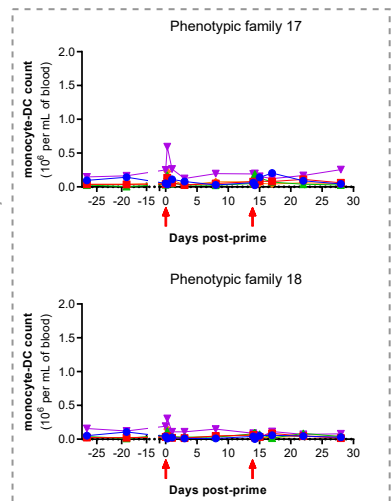 Phenotypic family 17
monocyte-DC count
(10⁶ per mL of blood)
2.0
1.5
1.0
0.5
0.0
-25 -20 -15 0 5 10 15 20 25 30
Days post-prime
Phenotypic family 18
monocyte-DC count
(10⁶ per mL of blood)
2.0
1.5
1.0
0.5
0.0
-25 -20 -15 0 5 10 15 20 25 30
Days post-prime